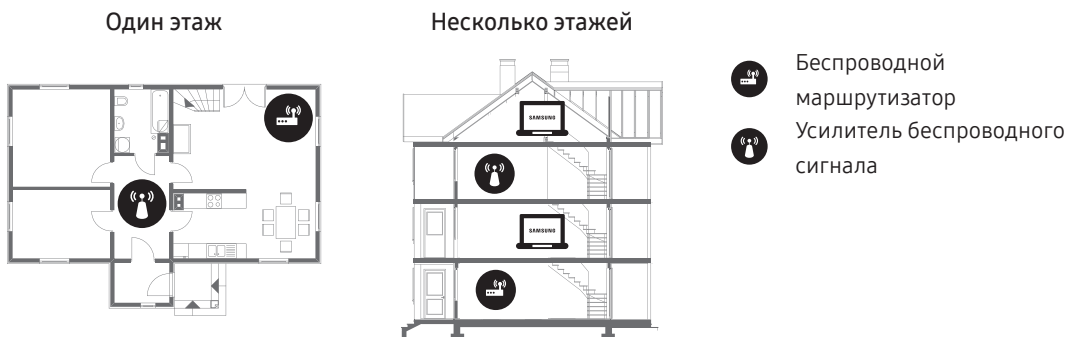 Один этаж
Несколько этажей
Беспроводной
маршрутизатор
Усилитель беспроводного
сигнала
SAMSUNG
SAMSUNG